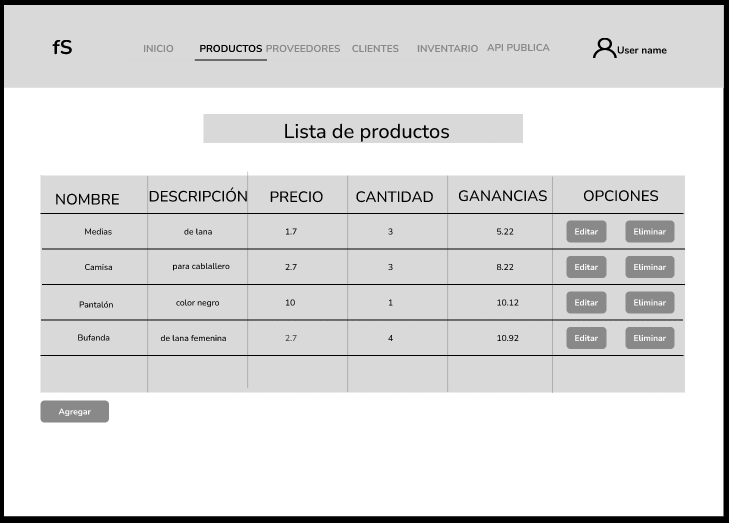 fS INICIO PRODUCTOS PROVEEDORES CLIENTES INVENTARIO API PUBLICA User name
Lista de productos
NOMBRE DESCRIPCIÓN PRECIO CANTIDAD GANANCIAS OPCIONES
Medias de lana 1.7 3 5.22 Editar Eliminar
Camisa para cablallero 2.7 3 8.22 Editar Eliminar
Pantalón color negro 10 1 10.12 Editar Eliminar
Bufanda de lana femenina 2.7 4 10.92 Editar Eliminar
Agregar